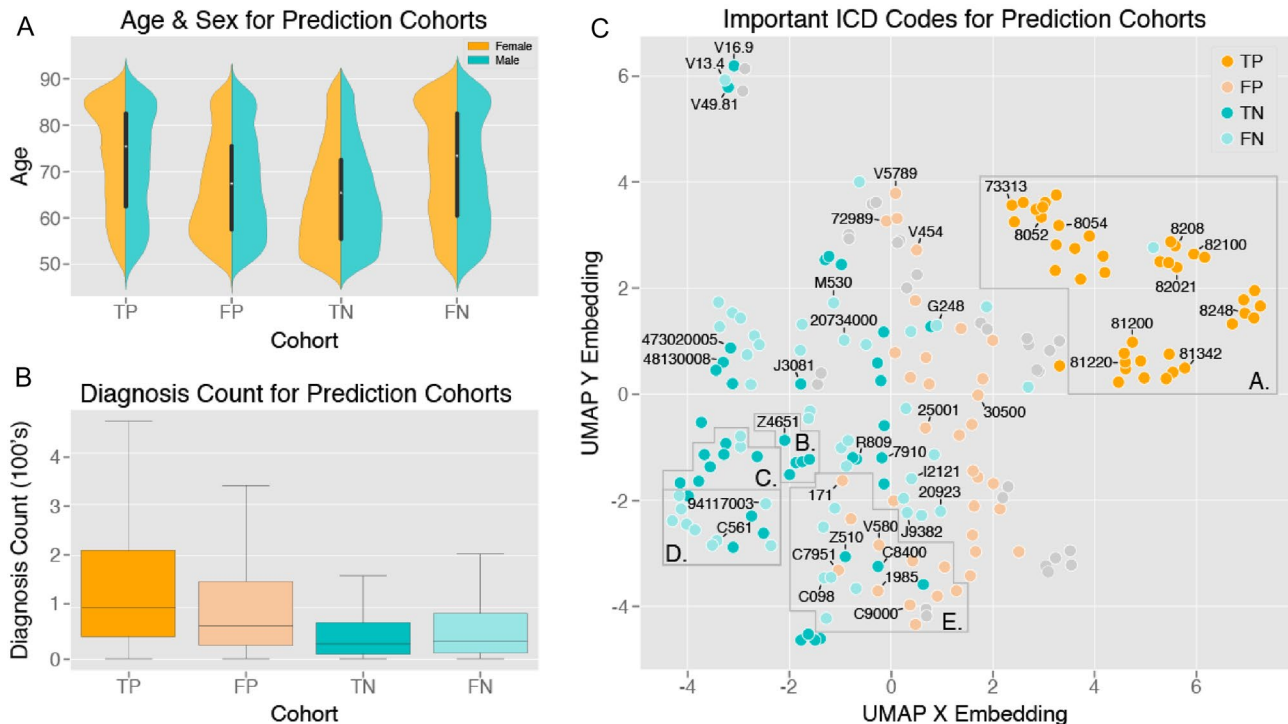 A
Age & Sex for Prediction Cohorts
Female
Male
90
80
70
60
50
Age
TP
FP
TN
FN
Cohort
B
Diagnosis Count for Prediction Cohorts
4
3
2
1
0
Diagnosis Count (100's)
TP
FP
TN
FN
Cohort
C
Important ICD Codes for Prediction Cohorts
TP
FP
TN
FN
6
4
2
0
-2
-4
UMAP Y Embedding
V16.9
V13.4
V49.81
V5789
72989
V454
73313
8054
8052
8208
82100
82021
8248
81200
81220
81342
A.
M530
20734000
G248
473020005
48130008
J3081
25001
30500
Z4651
B.
C.
R809
7910
I2121
171
20923
94117003
J9382
C561
D.
V580
Z510
C8400
C7951
1985
C098
C9000
E.
-4
-2
0
2
4
6
UMAP X Embedding